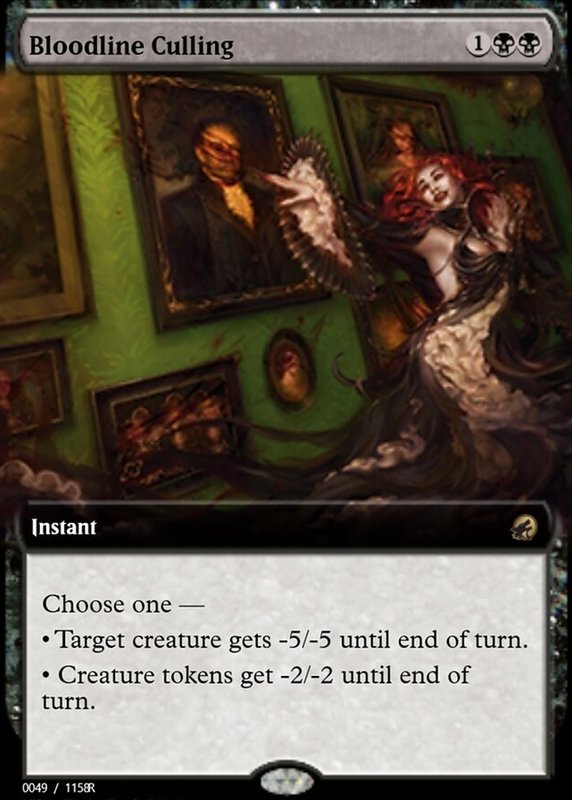 Bloodline Culling
1
Instant
Choose one —
• Target creature gets -5/-5 until end of turn.
• Creature tokens get -2/-2 until end of
turn.
0049 / 1158R